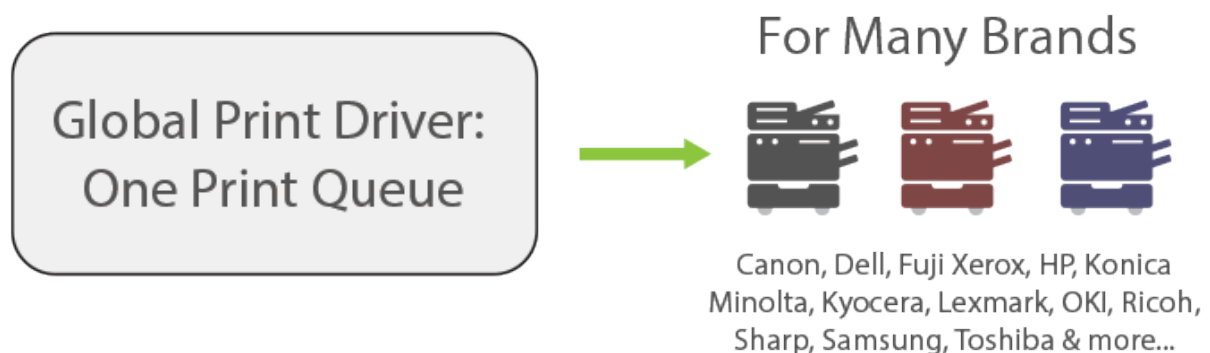 Global Print Driver:
One Print Queue
For Many Brands
Canon, Dell, Fuji Xerox, HP, Konica
Minolta, Kyocera, Lexmark, OKI, Ricoh,
Sharp, Samsung, Toshiba & more...